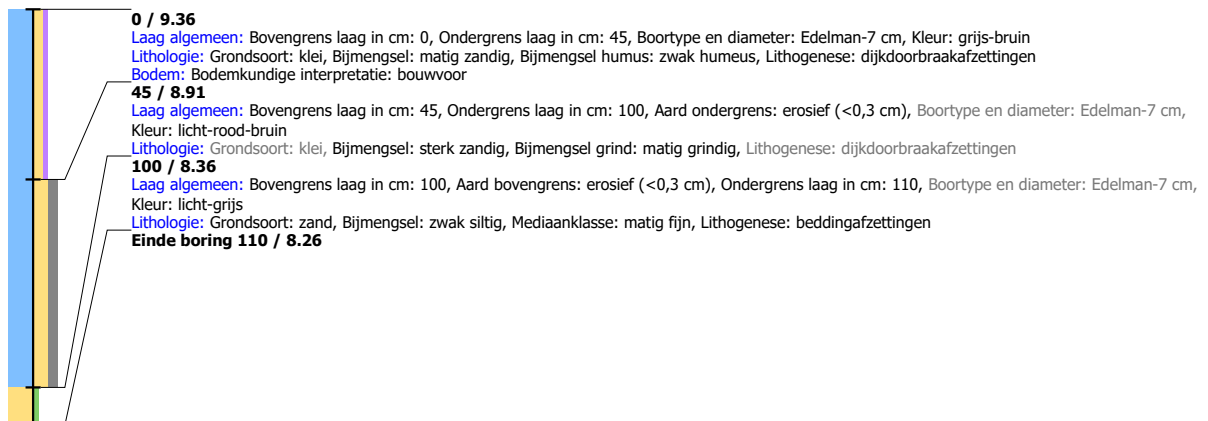 0 / 9.36
Laag algemeen: Bovengrens laag in cm: 0, Ondergrens laag in cm: 45, Boortype en diameter: Edelman-7 cm, Kleur: grijs-bruin
Lithologie: Grondsoort: klei, Bijmengsel: matig zandig, Bijmengsel humus: zwak humeus, Lithogenese: dijkdoorbraakafzettingen
Bodem: Bodemkundige interpretatie: bouwvoor
45 / 8.91
Laag algemeen: Bovengrens laag in cm: 45, Ondergrens laag in cm: 100, Aard ondergrens: erosief (<0,3 cm), Boortype en diameter: Edelman-7 cm,
Kleur: licht-rood-bruin
Lithologie: Grondsoort: klei, Bijmengsel: sterk zandig, Bijmengsel grind: matig grindig, Lithogenese: dijkdoorbraakafzettingen
100 / 8.36
Laag algemeen: Bovengrens laag in cm: 100, Aard bovengrens: erosief (<0,3 cm), Ondergrens laag in cm: 110, Boortype en diameter: Edelman-7 cm,
Kleur: licht-grijs
Lithologie: Grondsoort: zand, Bijmengsel: zwak siltig, Mediaanklasse: matig fijn, Lithogenese: beddingafzettingen
Einde boring 110 / 8.26